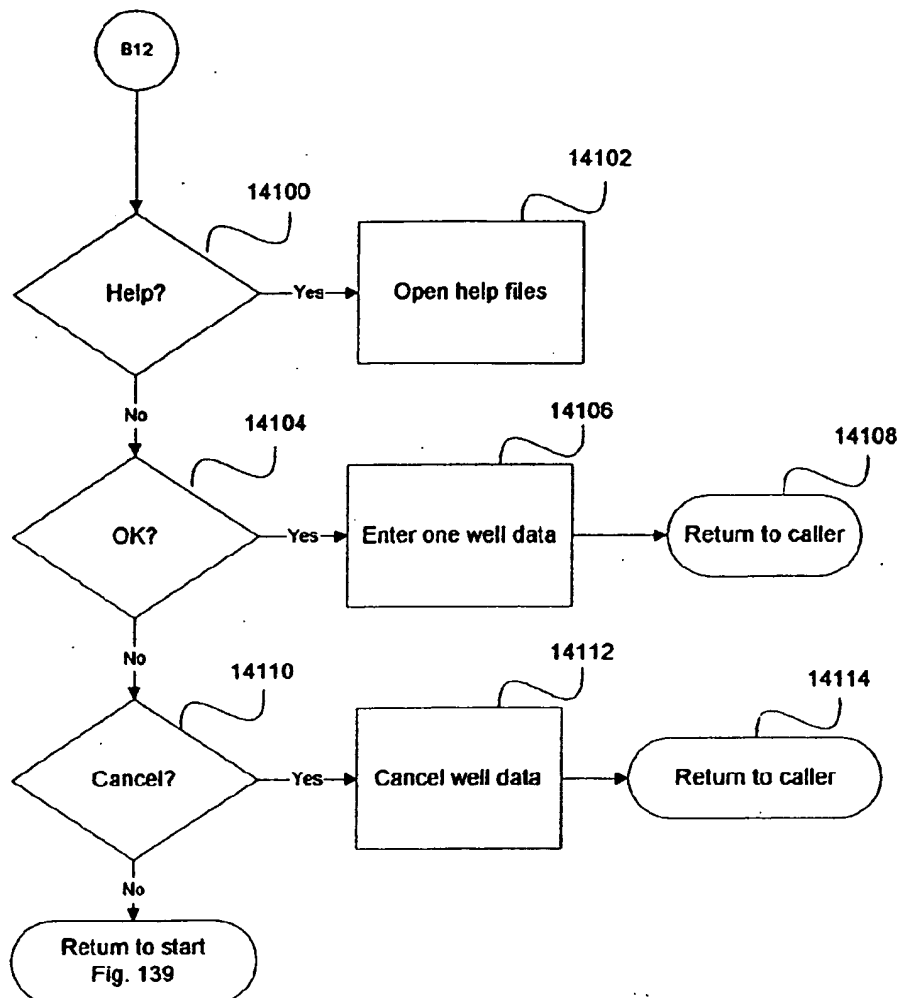 B12
14100
14102
Help?
Yes
Open help files
No
14104
14106
14108
OK?
Yes
Enter one well data
Return to caller
No
14110
14112
14114
Cancel?
Yes
Cancel well data
Return to caller
No
Return to start
Fig. 139